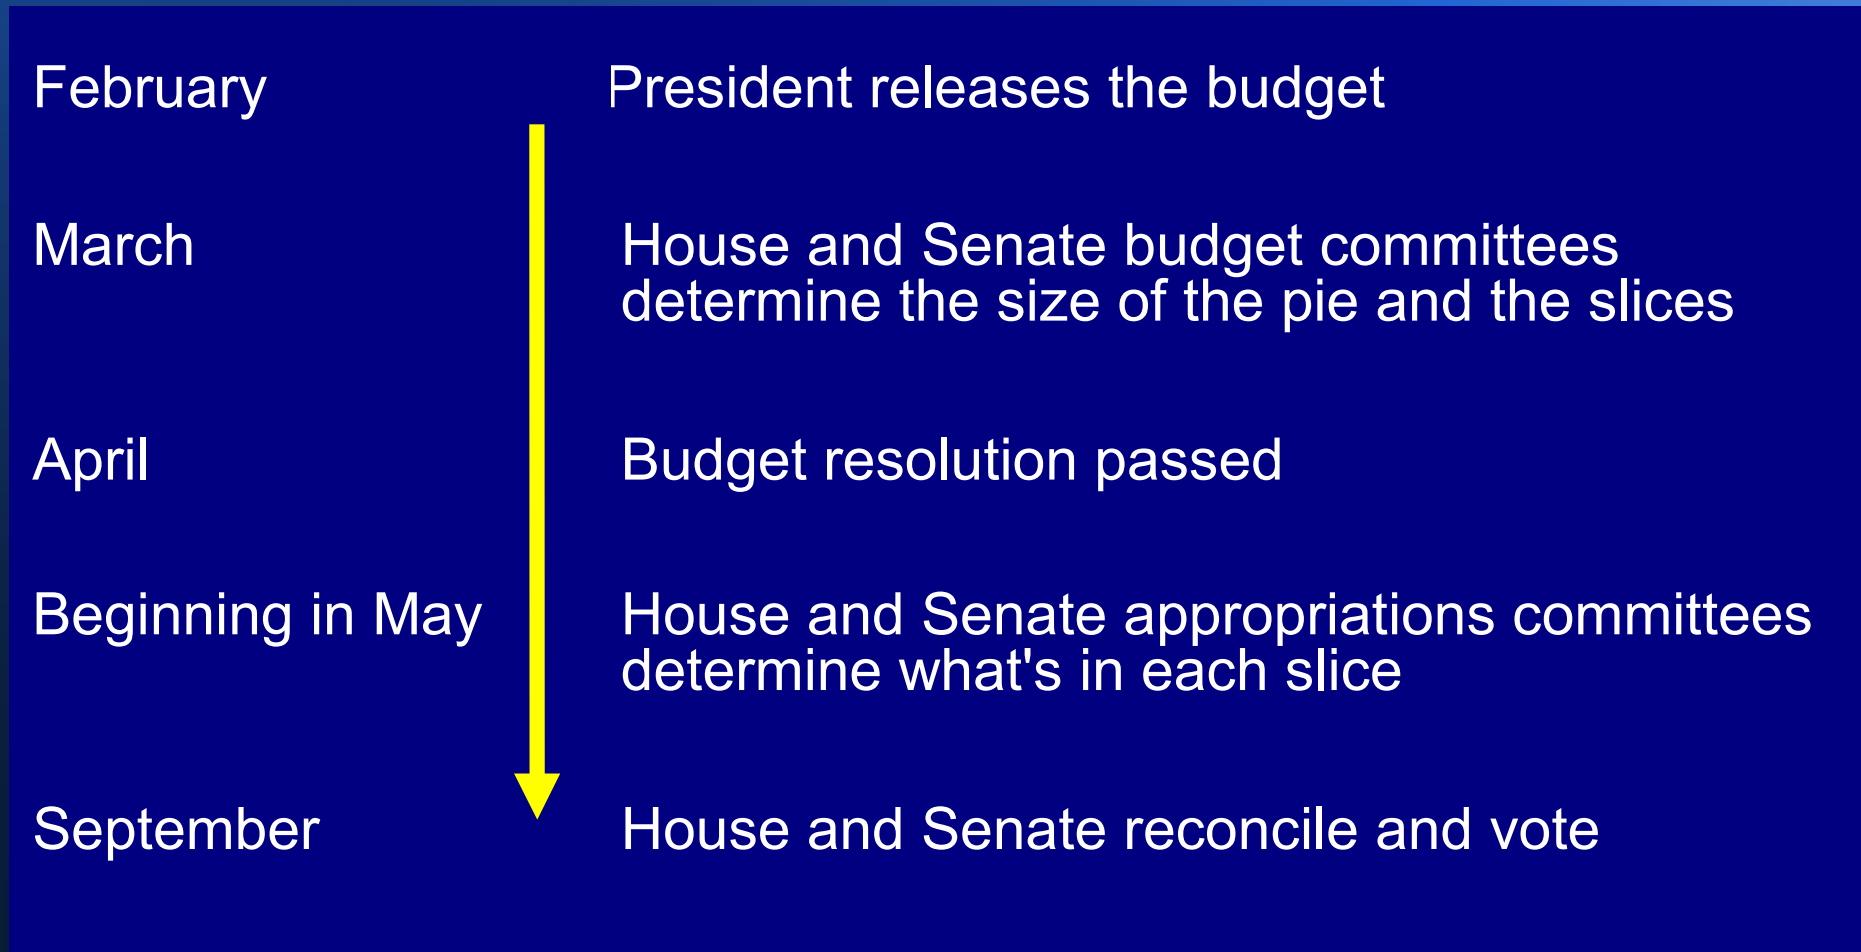 February President releases the budget
March House and Senate budget committees
determine the size of the pie and the slices
April Budget resolution passed
Beginning in May House and Senate appropriations committees
determine what's in each slice
September House and Senate reconcile and vote